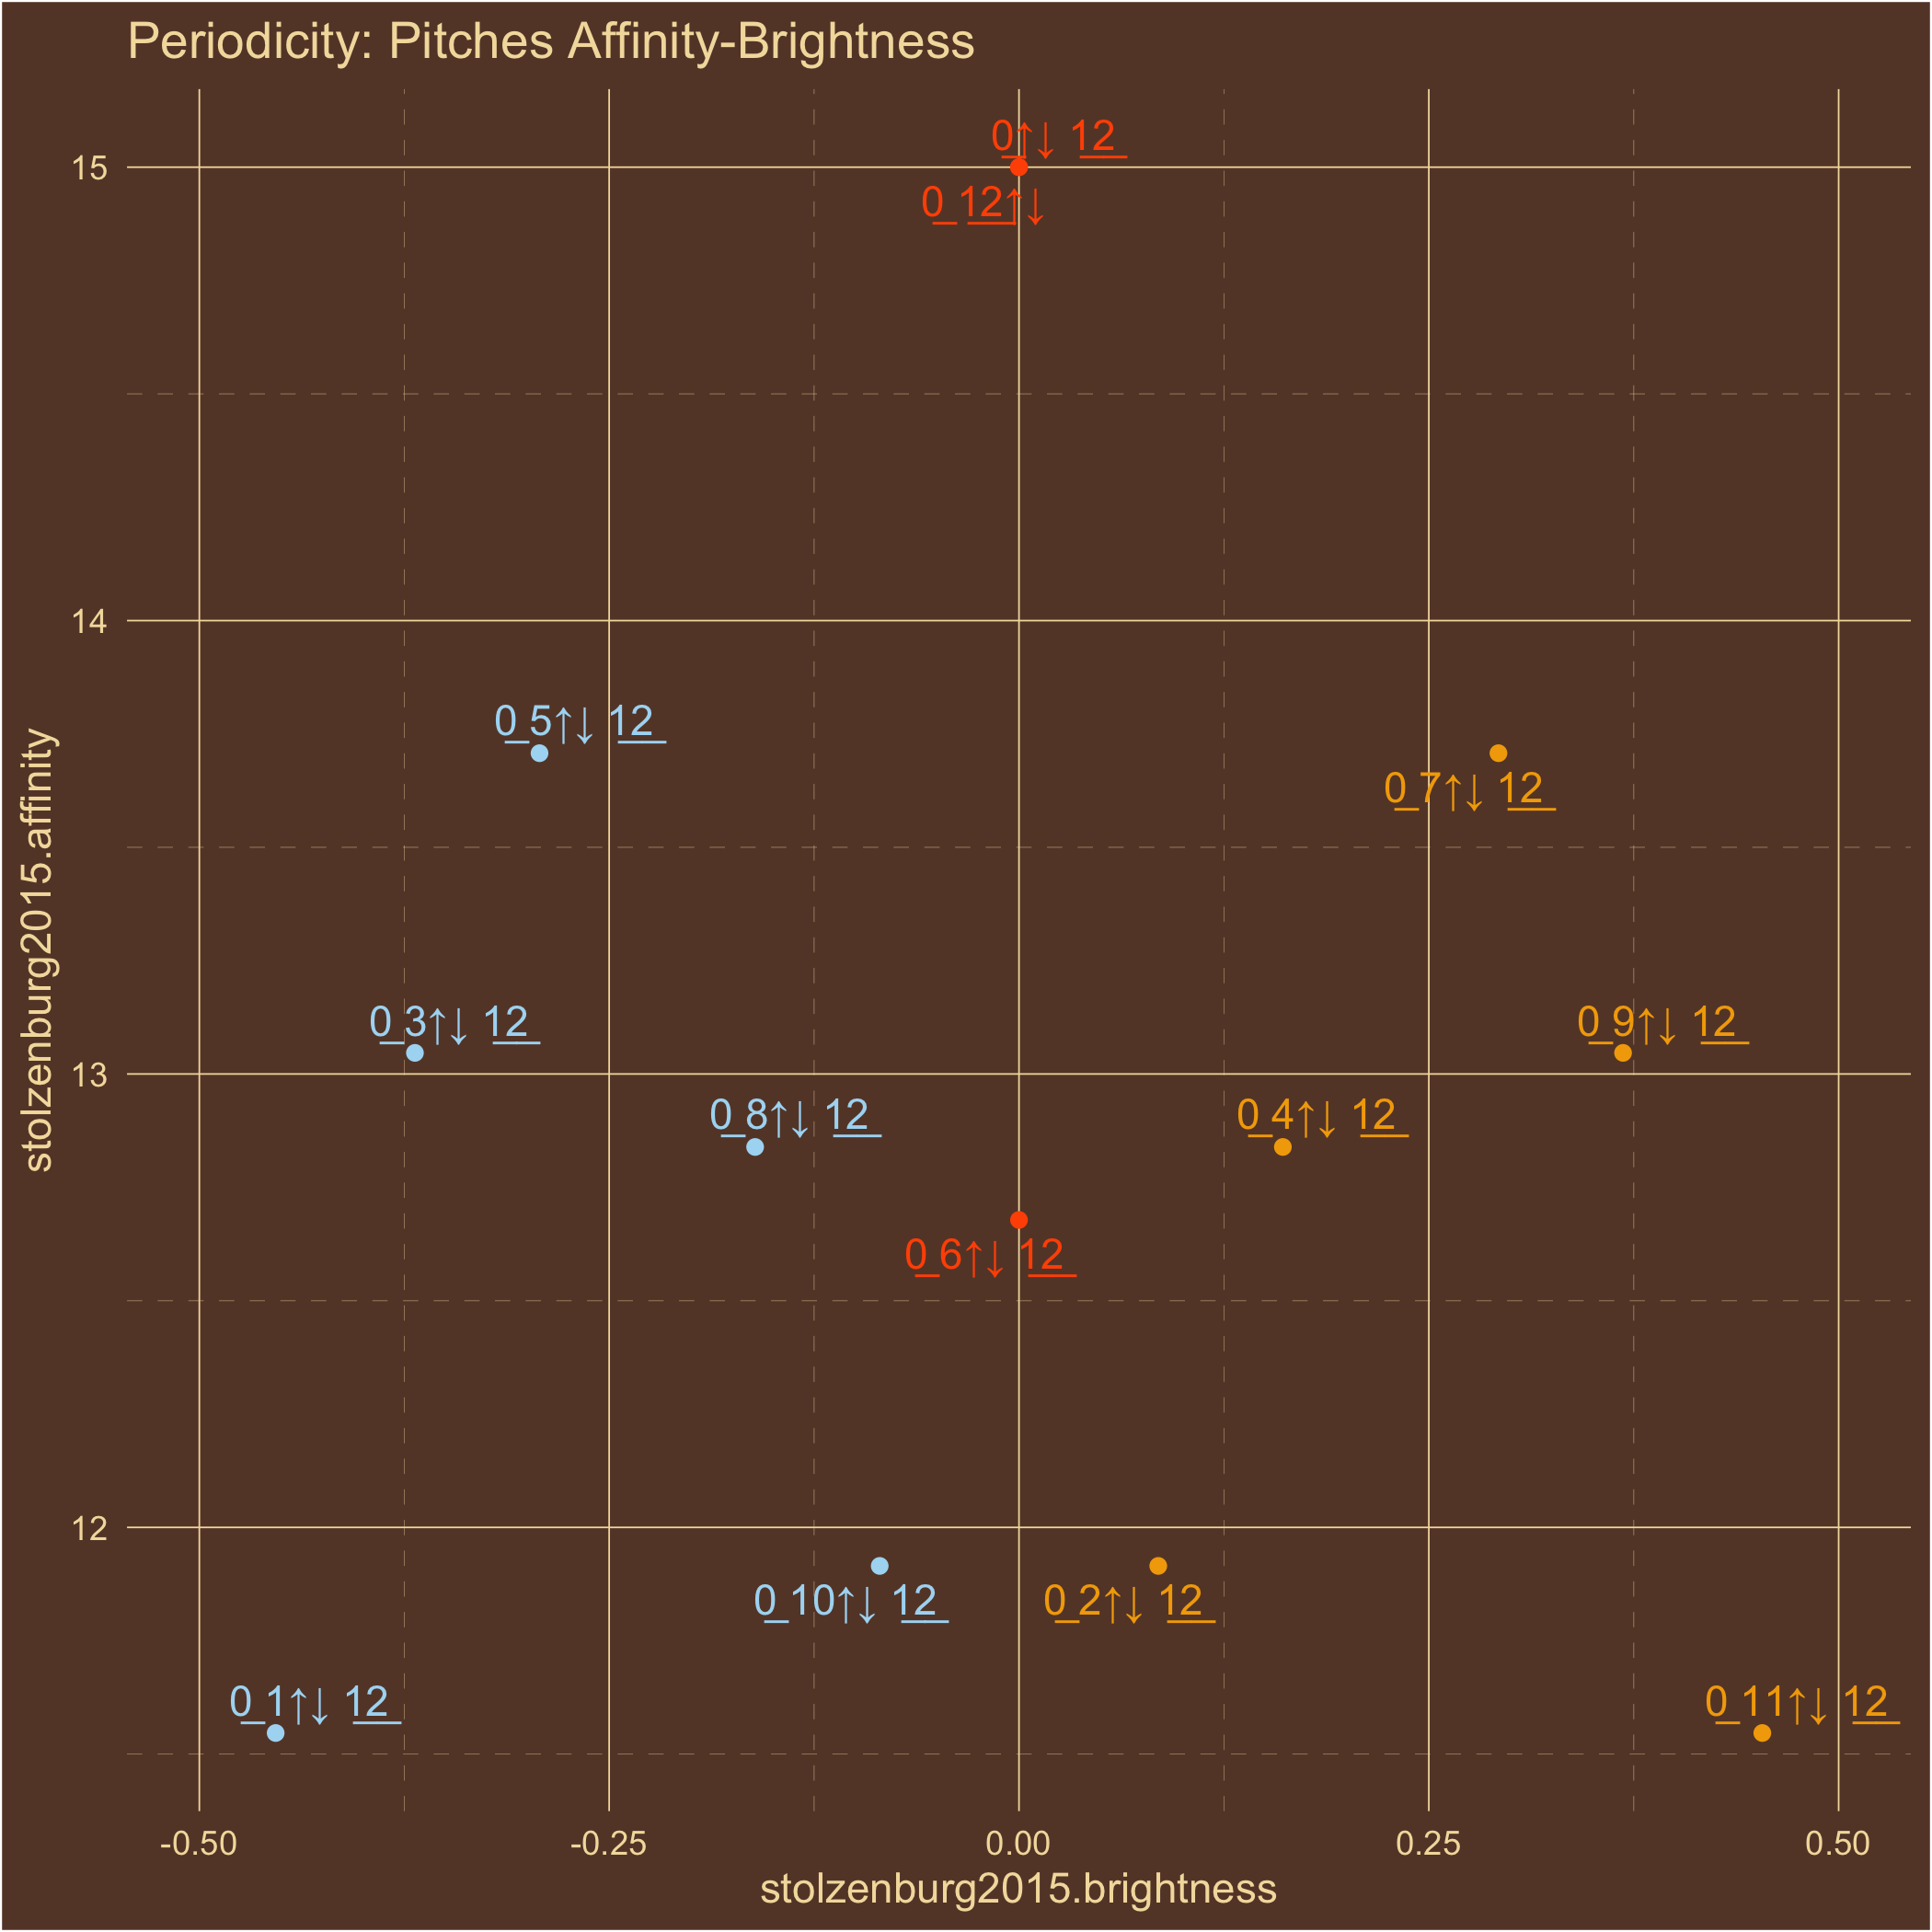 Periodicity: Pitches Affinity-Brightness
0↑↓ 12
15
0 12↑↓
14
0 5↑↓ 12
0 7↑↓ 12
stolzenburg2015.affinity
0 3↑↓ 12
0 9↑↓ 12
13
0 8↑↓ 12
0 4↑↓ 12
0 6↑↓ 12
12
0 10↑↓ 12
0 2↑↓ 12
0 1↑↓ 12
0 11↑↓ 12
-0.50 -0.25 0.00 0.25 0.50
stolzenburg2015.brightness